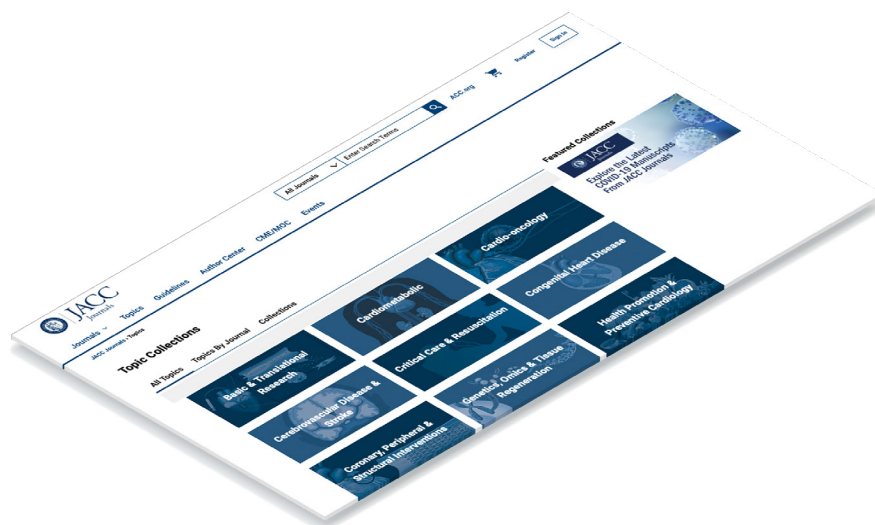 ACC.org
Register
Sign In
All Journals
Enter Search Terms
JACC
Journals
Journals
Topics
Guidelines
Author Center
CME/MOC
Events
JACC Journals › Topics
Topic Collections
All Topics
Topics By Journal
Collections
Featured Collections
JACC
Journals
Explore the Latest
COVID-19 Manuscripts
From JACC Journals
Basic & Translational
Research
Cardiometabolic
Cardio-oncology
Cerebrovascular Disease &
Stroke
Critical Care & Resuscitation
Congenital Heart Disease
Coronary, Peripheral &
Structural Interventions
Genetics, Omics & Tissue
Regeneration
Health Promotion &
Preventive Cardiology